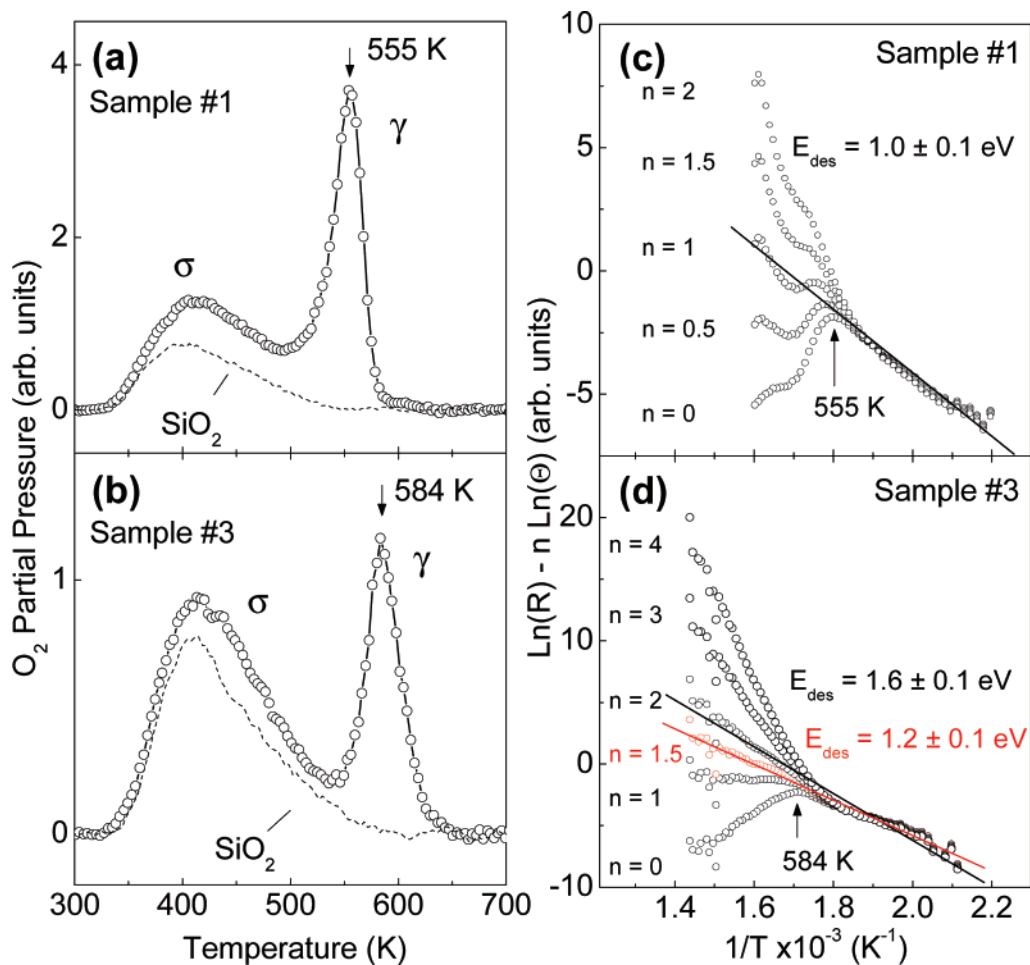 (a)
Sample #1
555 K
γ
σ
SiO2
4
2
0
(b)
Sample #3
584 K
γ
σ
SiO2
1
0
300 400 500 600 700
Temperature (K)
O2 Partial Pressure (arb. units)
(c)
Sample #1
n = 2
Edes = 1.0 ± 0.1 eV
n = 1.5
n = 1
n = 0.5
n = 0
555 K
10
5
0
-5
(d)
Sample #3
n = 4
n = 3
n = 2
Edes = 1.6 ± 0.1 eV
n = 1.5
Edes = 1.2 ± 0.1 eV
n = 1
n = 0
584 K
20
10
0
-10
1.4 1.6 1.8 2.0 2.2
1/T x10-3 (K-1)
Ln(R) - n Ln(Θ) (arb. units)